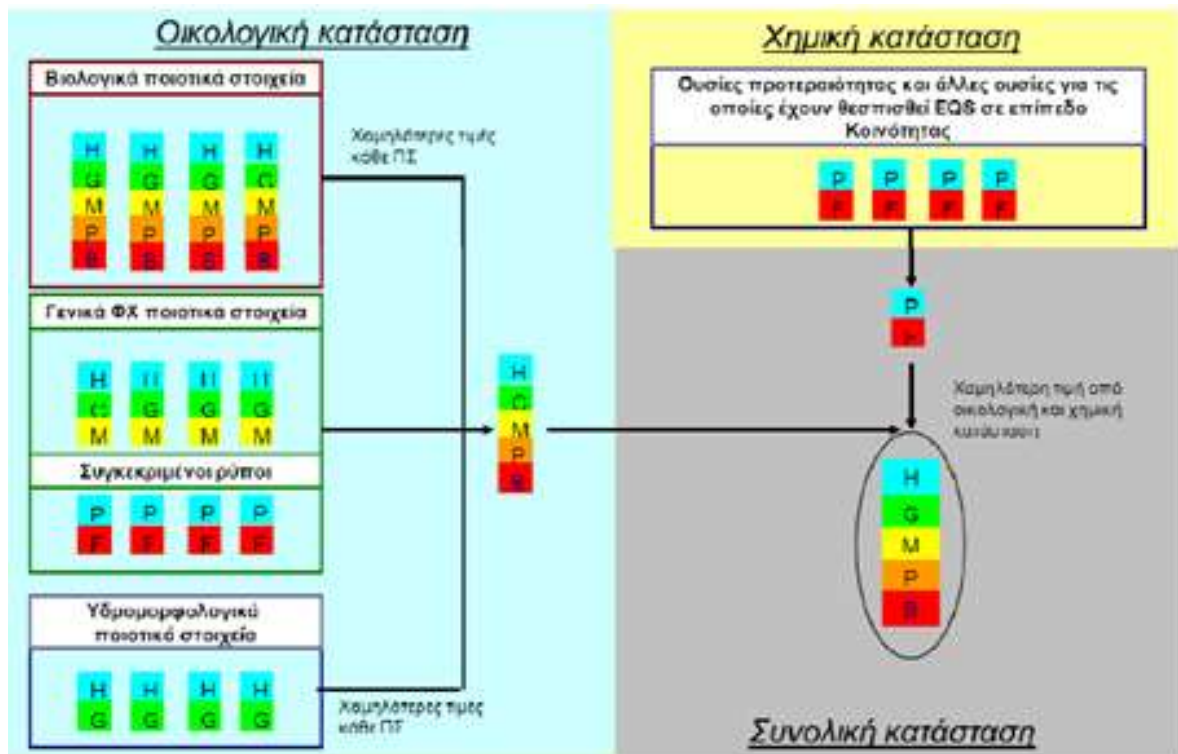 Οικολογική κατάσταση
Βιολογικά ποιοτικά στοιχεία
H H H H
G G G G
M M M M
P P P P
B B B B
Χαμηλότερες τιμές
κάθε ΠΣ
Γενικά ΦΧ ποιοτικά στοιχεία
H H H H
G G G G
M M M M
Συγκεκριμένοι ρύποι
P P P P
F F F F
H
G
M
P
B
Υδρομορφολογικά
ποιοτικά στοιχεία
H H H H
G G G G
Χαμηλότερες τιμές
κάθε ΠΣ
Χημική κατάσταση
Ουσίες προτεραιότητας και άλλες ουσίες για τις
οποίες έχουν θεσπισθεί EQS σε επίπεδο
Κοινότητας
P P P P
F F F F
P
F
Χαμηλότερη τιμή από
οικολογική και χημική
κατάσταση
H
G
M
P
B
Συνολική κατάσταση